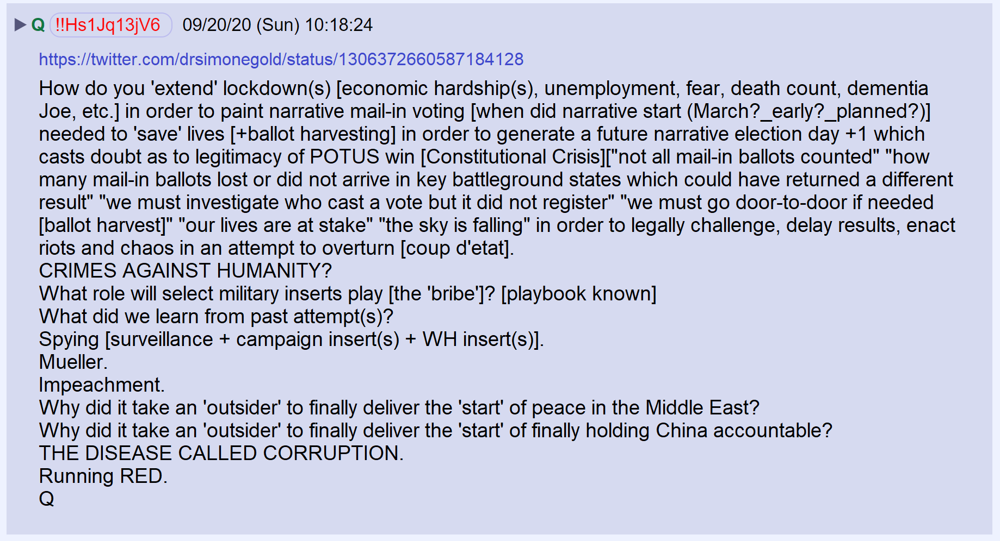 Q !!Hs1Jq13jV6 09/20/20 (Sun) 10:18:24
https://twitter.com/drsimonegold/status/1306372660587184128
How do you 'extend' lockdown(s) [economic hardship(s), unemployment, fear, death count, dementia
Joe, etc.] in order to paint narrative mail-in voting [when did narrative start (March?_early?_planned?)]
needed to 'save' lives [+ballot harvesting] in order to generate a future narrative election day +1 which
casts doubt as to legitimacy of POTUS win [Constitutional Crisis]["not all mail-in ballots counted" "how
many mail-in ballots lost or did not arrive in key battleground states which could have returned a different
result" "we must investigate who cast a vote but it did not register" "we must go door-to-door if needed
[ballot harvest]" "our lives are at stake" "the sky is falling" in order to legally challenge, delay results, enact
riots and chaos in an attempt to overturn [coup d'etat].
CRIMES AGAINST HUMANITY?
What role will select military inserts play [the 'bribe']? [playbook known]
What did we learn from past attempt(s)?
Spying [surveillance + campaign insert(s) + WH insert(s)].
Mueller.
Impeachment.
Why did it take an 'outsider' to finally deliver the 'start' of peace in the Middle East?
Why did it take an 'outsider' to finally deliver the 'start' of finally holding China accountable?
THE DISEASE CALLED CORRUPTION.
Running RED.
Q